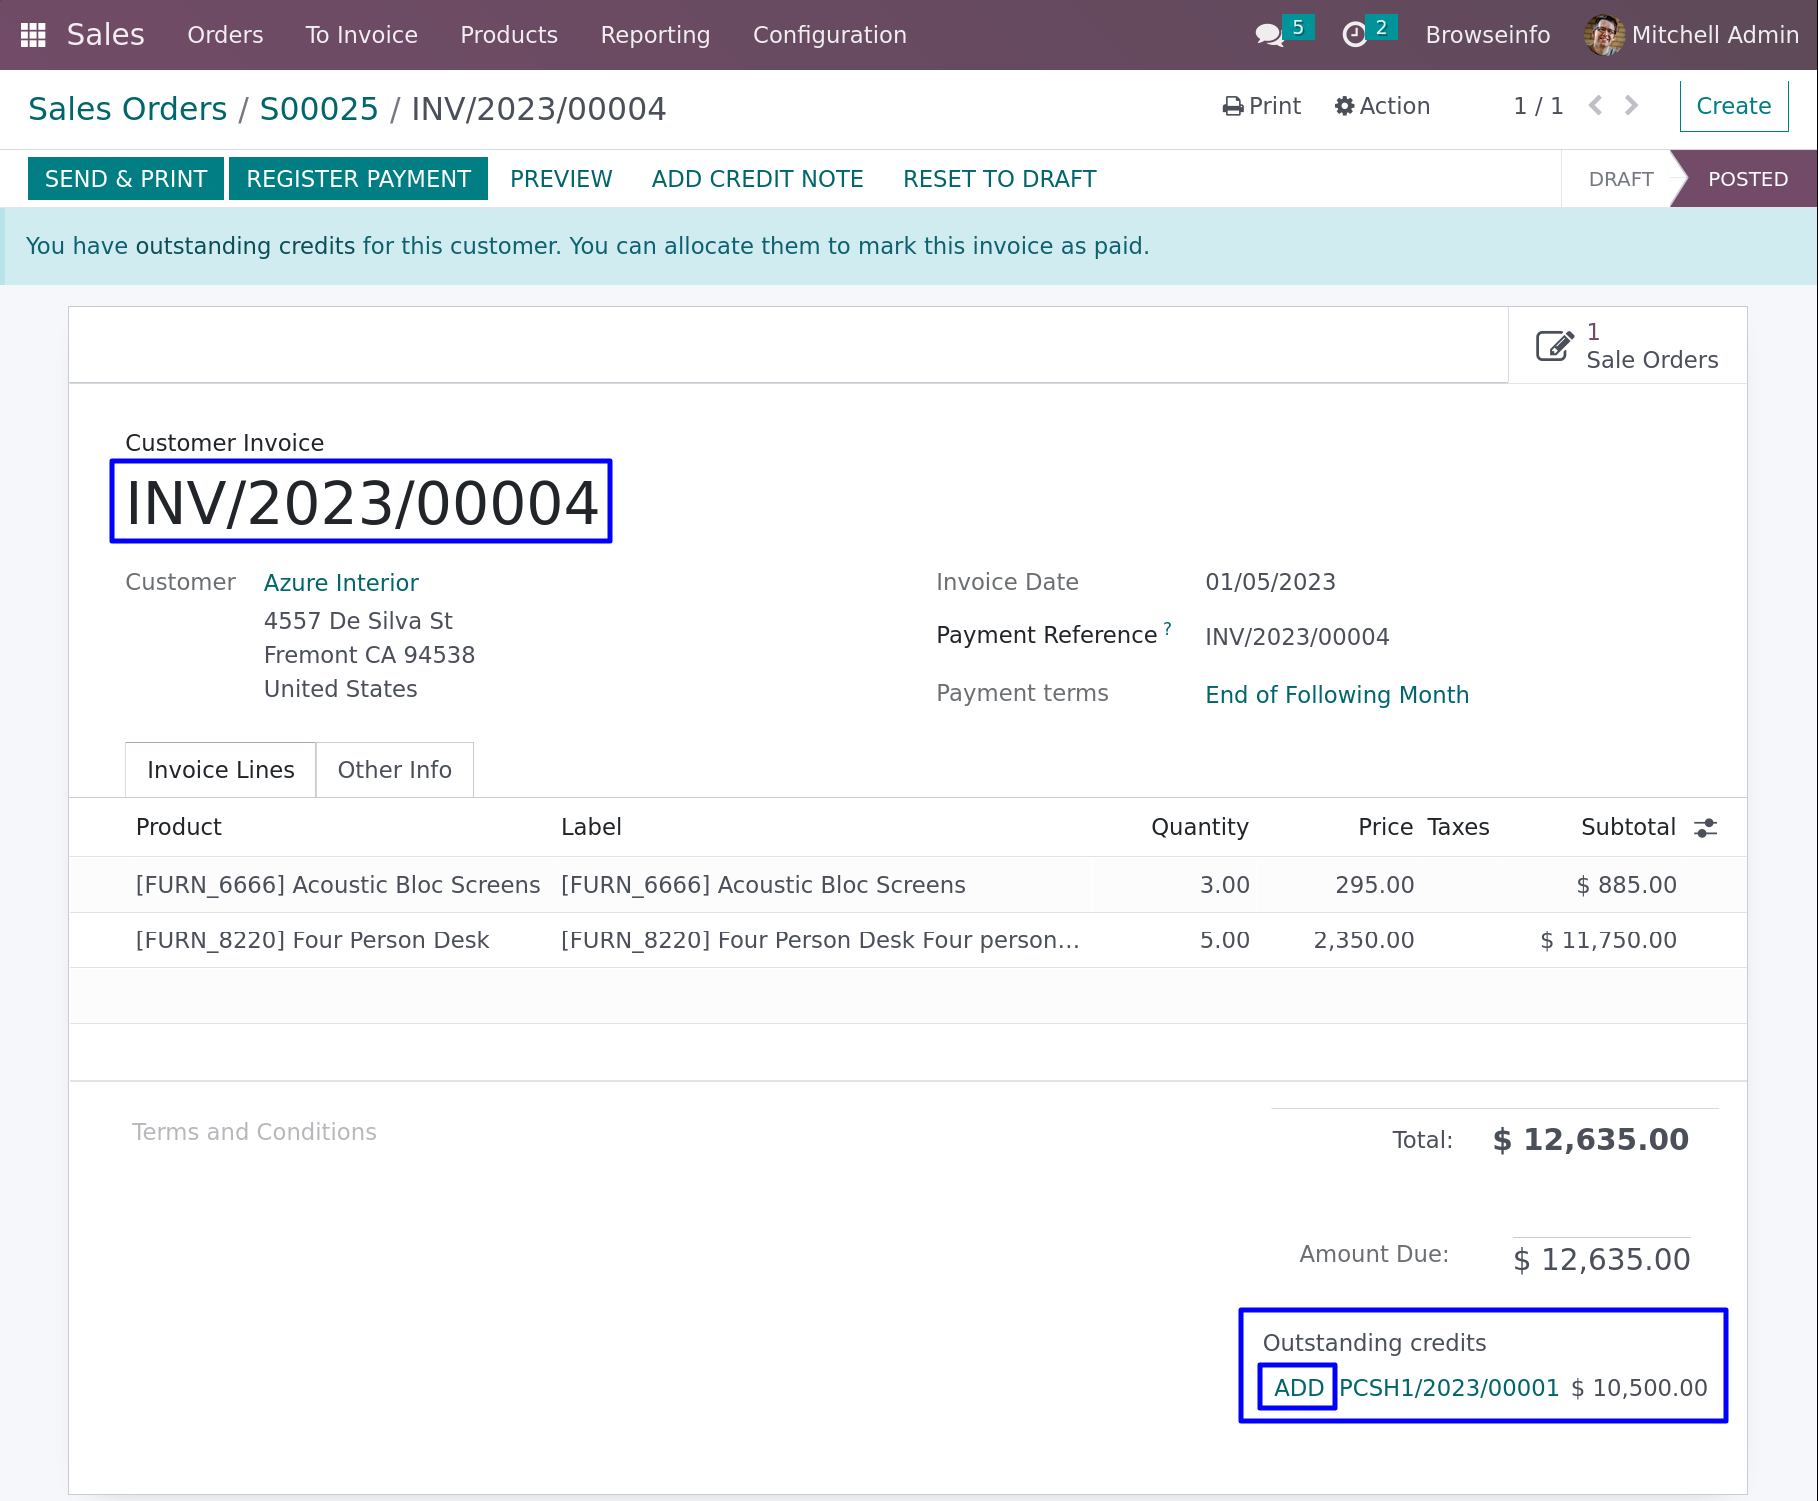 Sales Orders To Invoice Products Reporting Configuration 5 2 Browseinfo Mitchell Admin
Sales Orders / S00025 / INV/2023/00004 Print Action 1 / 1 Create
SEND & PRINT REGISTER PAYMENT PREVIEW ADD CREDIT NOTE RESET TO DRAFT DRAFT POSTED
You have outstanding credits for this customer. You can allocate them to mark this invoice as paid.
1
Sale Orders
Customer Invoice
INV/2023/00004
Customer Azure Interior
4557 De Silva St
Fremont CA 94538
United States
Invoice Date 01/05/2023
Payment Reference ? INV/2023/00004
Payment terms End of Following Month
Invoice Lines Other Info
Product Label Quantity Price Taxes Subtotal
[FURN_6666] Acoustic Bloc Screens [FURN_6666] Acoustic Bloc Screens 3.00 295.00 $ 885.00
[FURN_8220] Four Person Desk [FURN_8220] Four Person Desk Four person... 5.00 2,350.00 $ 11,750.00
Terms and Conditions
Total: $ 12,635.00
Amount Due: $ 12,635.00
Outstanding credits
ADD PCSH1/2023/00001 $ 10,500.00